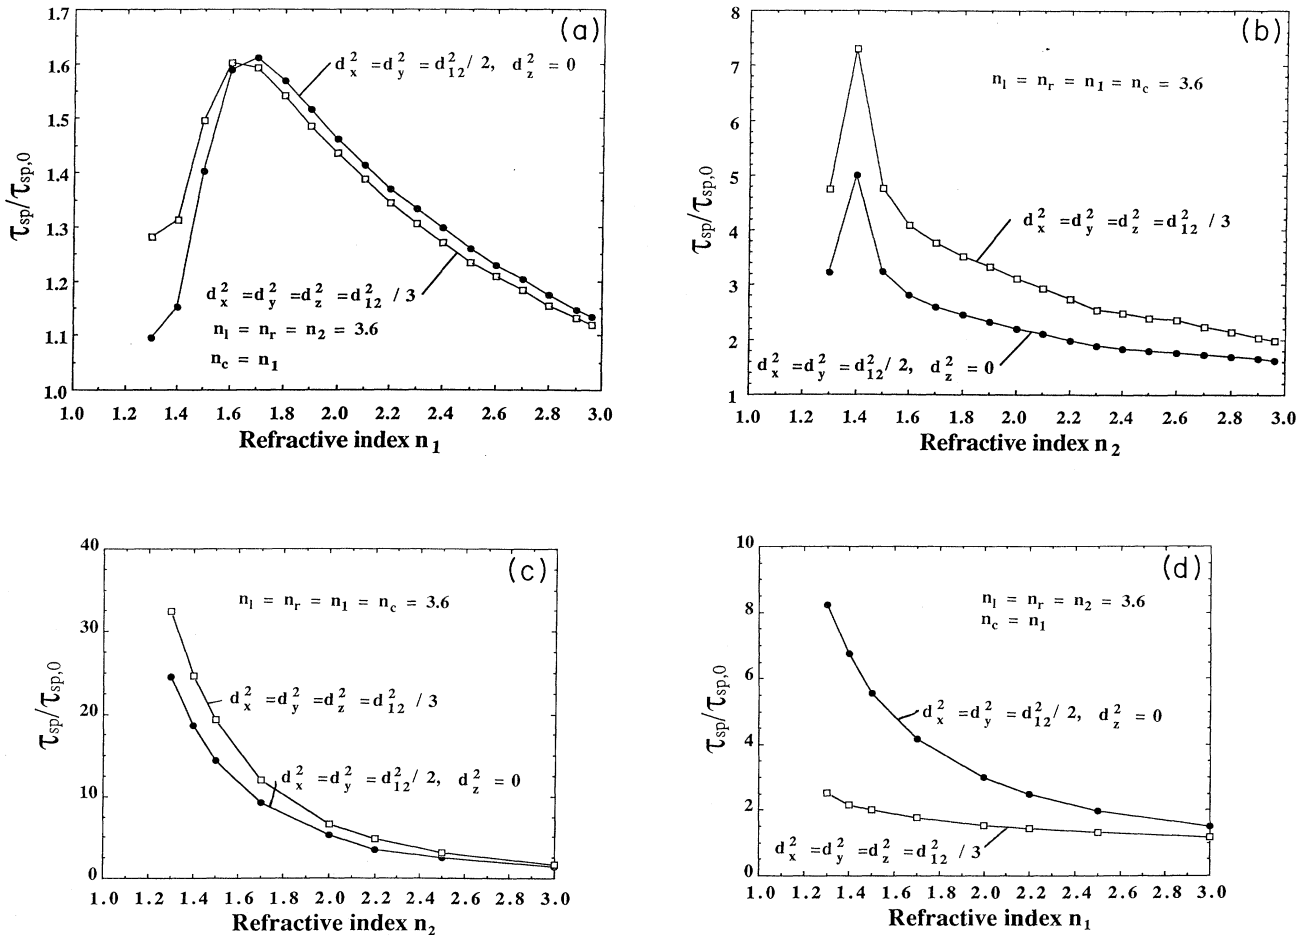 (a)
1.7
1.6
1.5
1.4
1.3
1.2
1.1
1.0
τsp/τsp,0
d²x = d²y = d²12 / 2, d²z = 0
d²x = d²y = d²z = d²12 / 3
nl = nr = n2 = 3.6
nc = n1
1.0 1.2 1.4 1.6 1.8 2.0 2.2 2.4 2.6 2.8 3.0
Refractive index n1
(b)
8
7
6
5
4
3
2
1
τsp/τsp,0
nl = nr = n1 = nc = 3.6
d²x = d²y = d²z = d²12 / 3
d²x = d²y = d²12 / 2, d²z = 0
1.0 1.2 1.4 1.6 1.8 2.0 2.2 2.4 2.6 2.8 3.0
Refractive index n2
(c)
40
30
20
10
0
τsp/τsp,0
nl = nr = n1 = nc = 3.6
d²x = d²y = d²z = d²12 / 3
d²x = d²y = d²12 / 2, d²z = 0
1.0 1.2 1.4 1.6 1.8 2.0 2.2 2.4 2.6 2.8 3.0
Refractive index n2
(d)
10
8
6
4
2
0
τsp/τsp,0
nl = nr = n2 = 3.6
nc = n1
d²x = d²y = d²12 / 2, d²z = 0
d²x = d²y = d²z = d²12 / 3
1.0 1.2 1.4 1.6 1.8 2.0 2.2 2.4 2.6 2.8 3.0
Refractive index n1